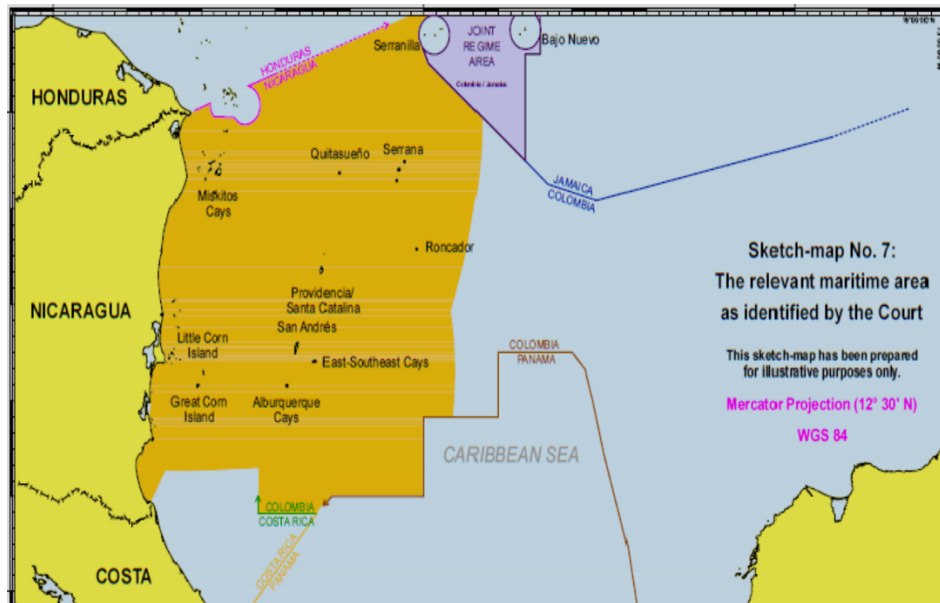 JOINT
REGIME
AREA
Colombia / Jamaica
Serranilla
Bajo Nuevo
HONDURAS
NICARAGUA
HONDURAS
Quitasueño
Serrana
Miskitos
Cays
JAMAICA
COLOMBIA
Roncador
Sketch-map No. 7:
The relevant maritime area
as identified by the Court
NICARAGUA
Providencia/
Santa Catalina
San Andrés
Little Corn
Island
East-Southeast Cays
COLOMBIA
PANAMA
This sketch-map has been prepared
for illustrative purposes only.
Great Corn
Island
Alburquerque
Cays
Mercator Projection (12° 30' N)
WGS 84
CARIBBEAN SEA
COLOMBIA
COSTA RICA
COSTA RICA
PANAMA
COSTA